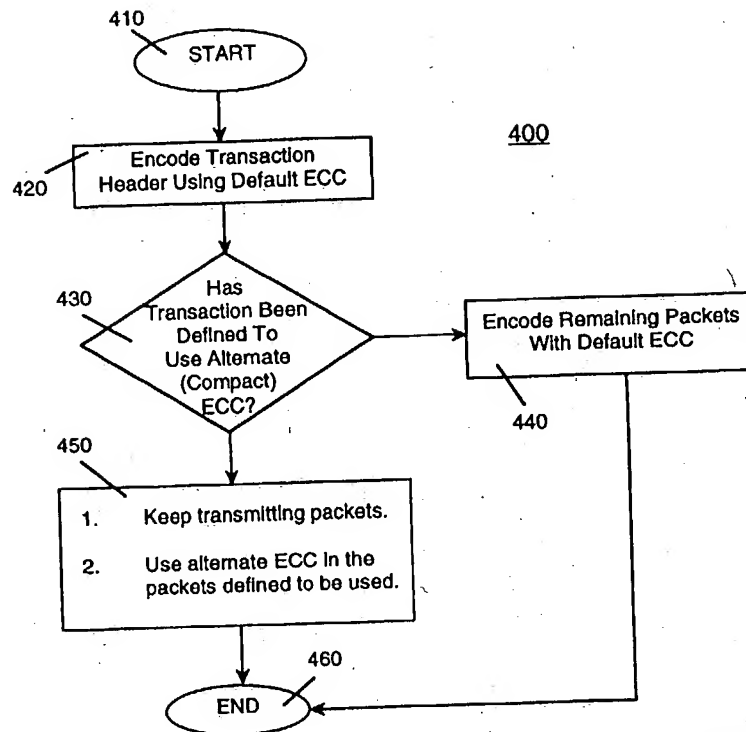 410
START
400
420
Encode Transaction
Header Using Default ECC
430
Has
Transaction Been
Defined To
Use Alternate
(Compact)
ECC?
Encode Remaining Packets
With Default ECC
440
450
1. Keep transmitting packets.
2. Use alternate ECC in the
packets defined to be used.
460
END